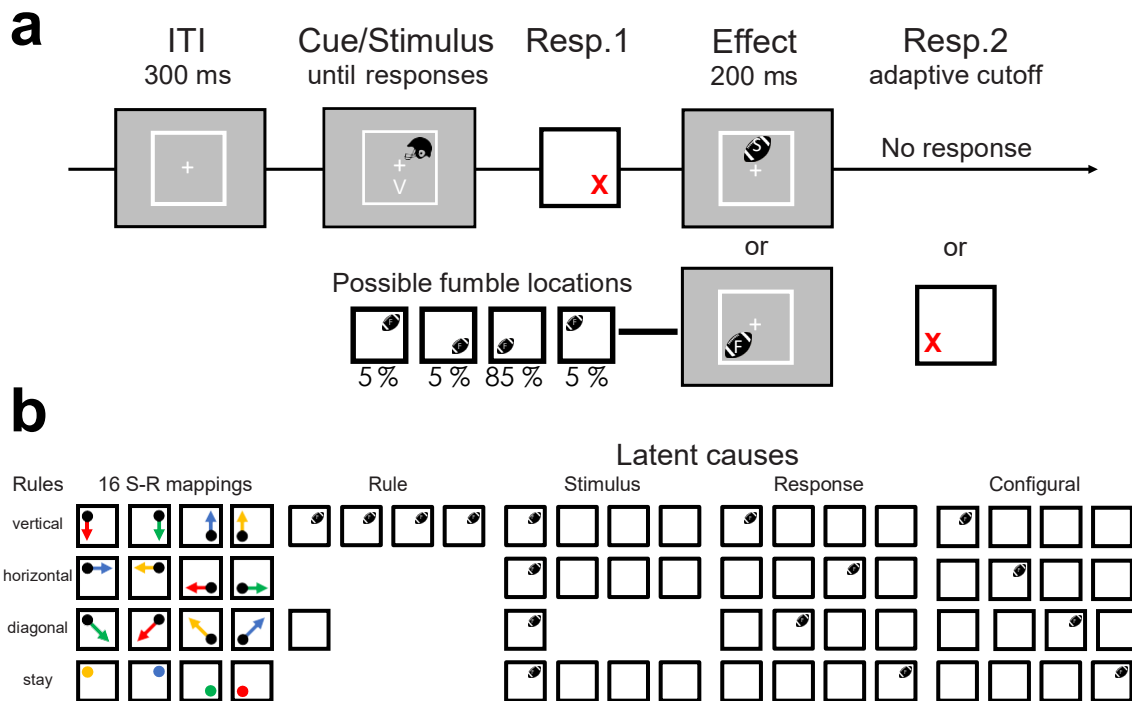 a
ITI
300 ms
Cue/Stimulus
until responses
Resp.1
Effect
200 ms
Resp.2
adaptive cutoff
+
+
V
X
S
+
No response
or
or
Possible fumble locations
F
F
F
F
5 %
5 %
85 %
5 %
+
F
X
b
Latent causes
Rules
16 S-R mappings
Rule
Stimulus
Response
Configural
vertical
horizontal
diagonal
stay